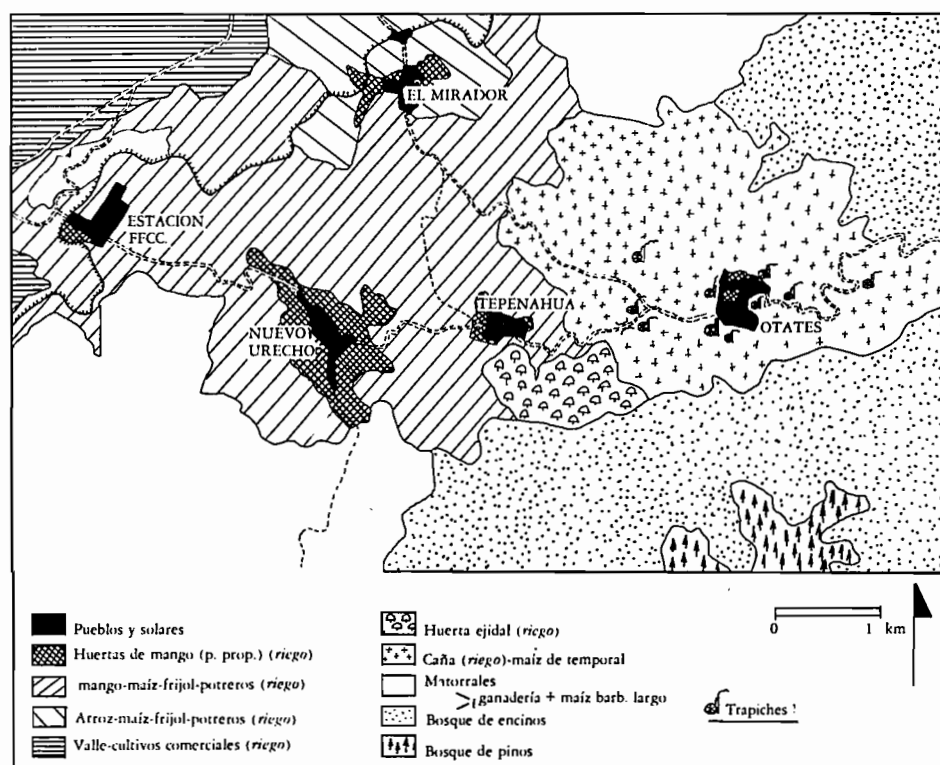 EL MIRADOR
ESTACION
FFCC.
NUEVO
URECHO
TEPENAHUA
OTATES
Pueblos y solares
Huertas de mango (p. prop.) (riego)
mango-maíz-frijol-potreros (riego)
Arroz-maíz-frijol-potreros (riego)
Valle-cultivos comerciales (riego)
Huerta ejidal (riego)
Caña (riego)-maíz de temporal
Matorrales
ganadería + maíz barb. largo
Bosque de encinos
Bosque de pinos
0 1 km
Trapiches